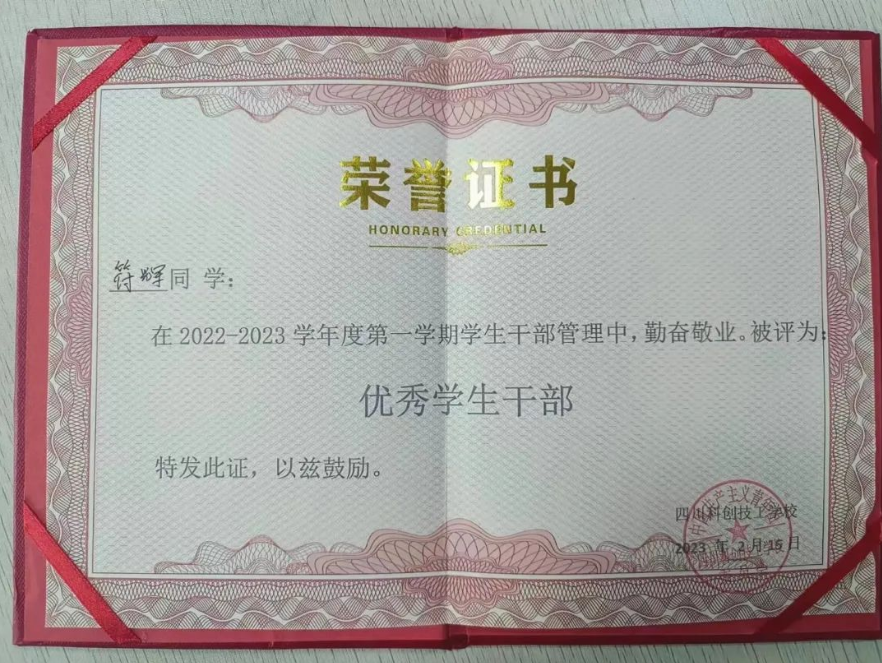 荣誉证书
HONORARY CREDENTIAL
符辉同 学：
在 2022-2023 学年度第一学期学生干部管理中，勤奋敬业。被评为：
优秀学生干部
特发此证，以兹鼓励。
四川科创技工学校
2023 年 2 月 15 日